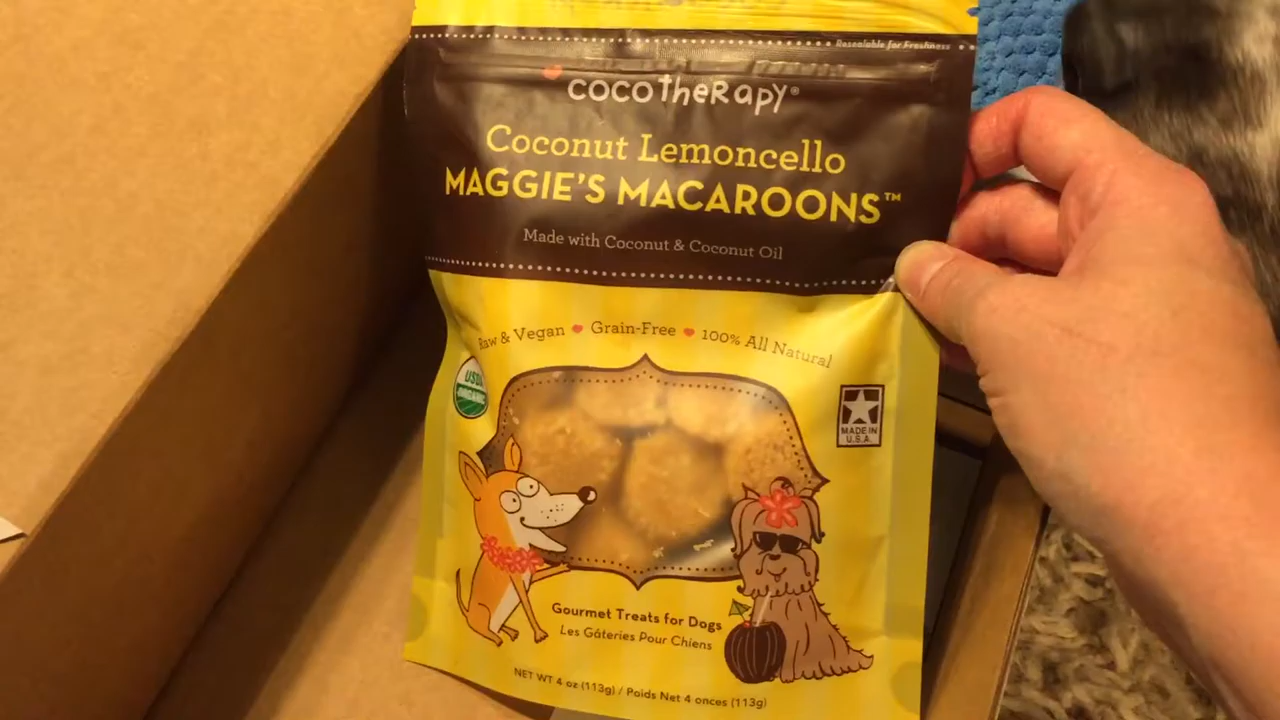 Resealable for Freshness
COCOTHERAPY®
Coconut Lemoncello
MAGGIE'S MACAROONS™
Made with Coconut & Coconut Oil
Raw & Vegan Grain-Free 100% All Natural
USDA
ORGANIC
MADE IN
U.S.A.
Gourmet Treats for Dogs
Les Gâteries Pour Chiens
NET WT 4 oz (113g) / Poids Net 4 onces (113g)